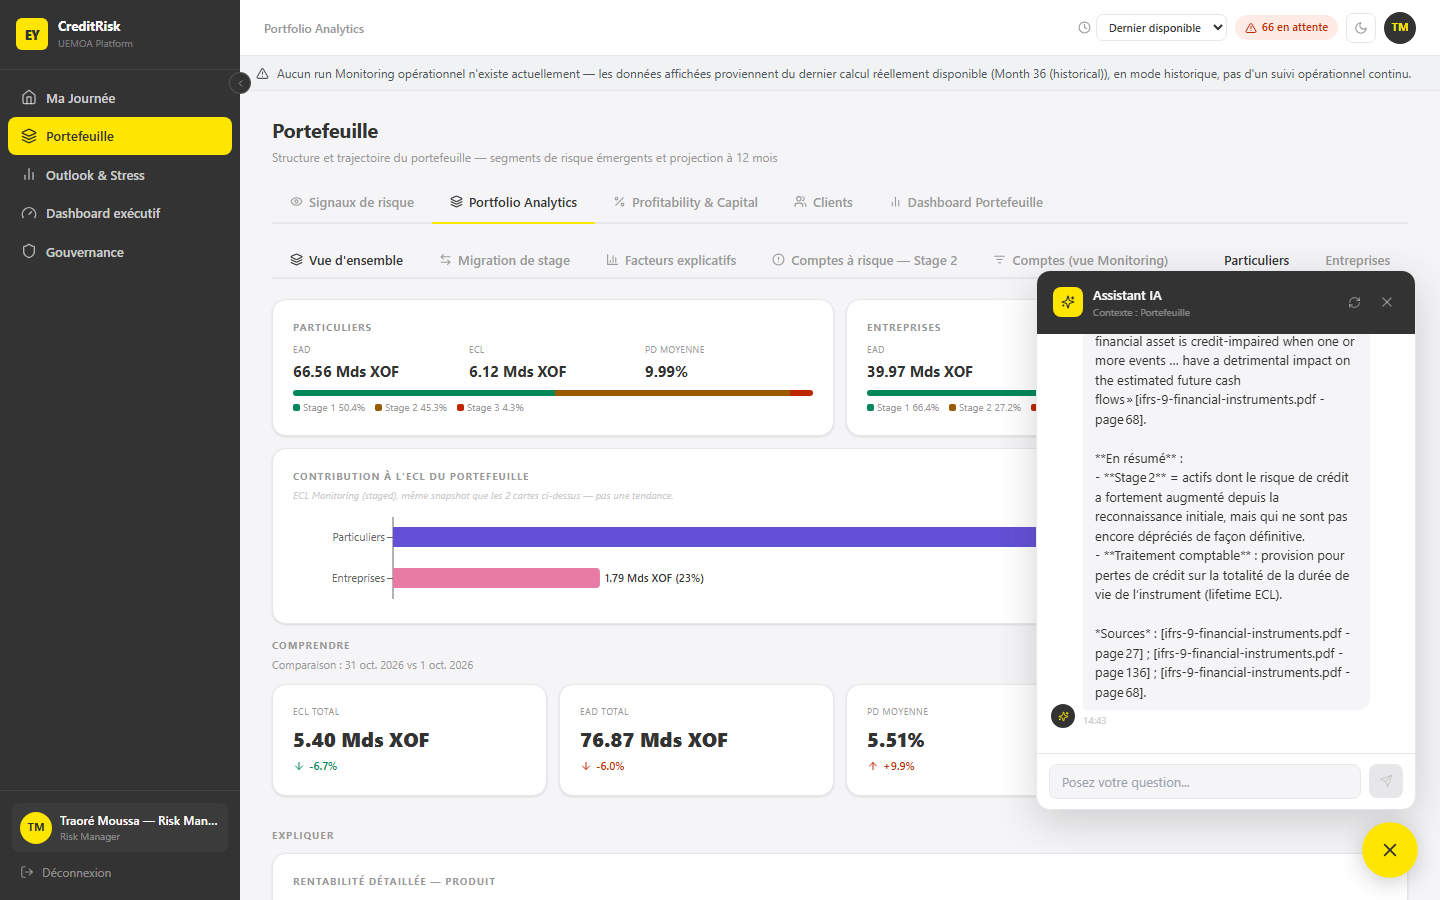 EY
CreditRisk
UEMOA Platform
Ma Journée
Portefeuille
Outlook & Stress
Dashboard exécutif
Gouvernance
TM
Traoré Moussa — Risk Man...
Risk Manager
Déconnexion
Portfolio Analytics
Dernier disponible
66 en attente
TM
Aucun run Monitoring opérationnel n'existe actuellement — les données affichées proviennent du dernier calcul réellement disponible (Month 36 (historical)), en mode historique, pas d'un suivi opérationnel continu.
Portefeuille
Structure et trajectoire du portefeuille — segments de risque émergents et projection à 12 mois
Signaux de risque
Portfolio Analytics
Profitability & Capital
Clients
Dashboard Portefeuille
Vue d'ensemble
Migration de stage
Facteurs explicatifs
Comptes à risque — Stage 2
Comptes (vue Monitoring)
Particuliers
Entreprises
PARTICULIERS
EAD ECL PD MOYENNE
66.56 Mds XOF 6.12 Mds XOF 9.99%
Stage 1 50.4% Stage 2 45.3% Stage 3 4.3%
ENTREPRISES
EAD
39.97 Mds XOF
Stage 1 66.4% Stage 2 27.2%
CONTRIBUTION À L'ECL DU PORTEFEUILLE
ECL Monitoring (staged), même snapshot que les 2 cartes ci-dessus — pas une tendance.
Particuliers
Entreprises 1.79 Mds XOF (23%)
COMPRENDRE
Comparaison : 31 oct. 2026 vs 1 oct. 2026
ECL TOTAL
5.40 Mds XOF
↓ -6.7%
EAD TOTAL
76.87 Mds XOF
↓ -6.0%
PD MOYENNE
5.51%
↑ +9.9%
EXPLIQUER
RENTABILITÉ DÉTAILLÉE — PRODUIT
Assistant IA
Contexte : Portefeuille
financial asset is credit-impaired when one or
more events ... have a detrimental impact on
the estimated future cash
flows » [ifrs-9-financial-instruments.pdf -
page 68].
**En résumé** :
- **Stage 2** = actifs dont le risque de crédit
a fortement augmenté depuis la
reconnaissance initiale, mais qui ne sont pas
encore dépréciés de façon définitive.
- **Traitement comptable** : provision pour
pertes de crédit sur la totalité de la durée de
vie de l'instrument (lifetime ECL).
*Sources* : [ifrs-9-financial-instruments.pdf -
page 27] ; [ifrs-9-financial-instruments.pdf -
page 136] ; [ifrs-9-financial-instruments.pdf -
page 68].
14:43
Posez votre question...